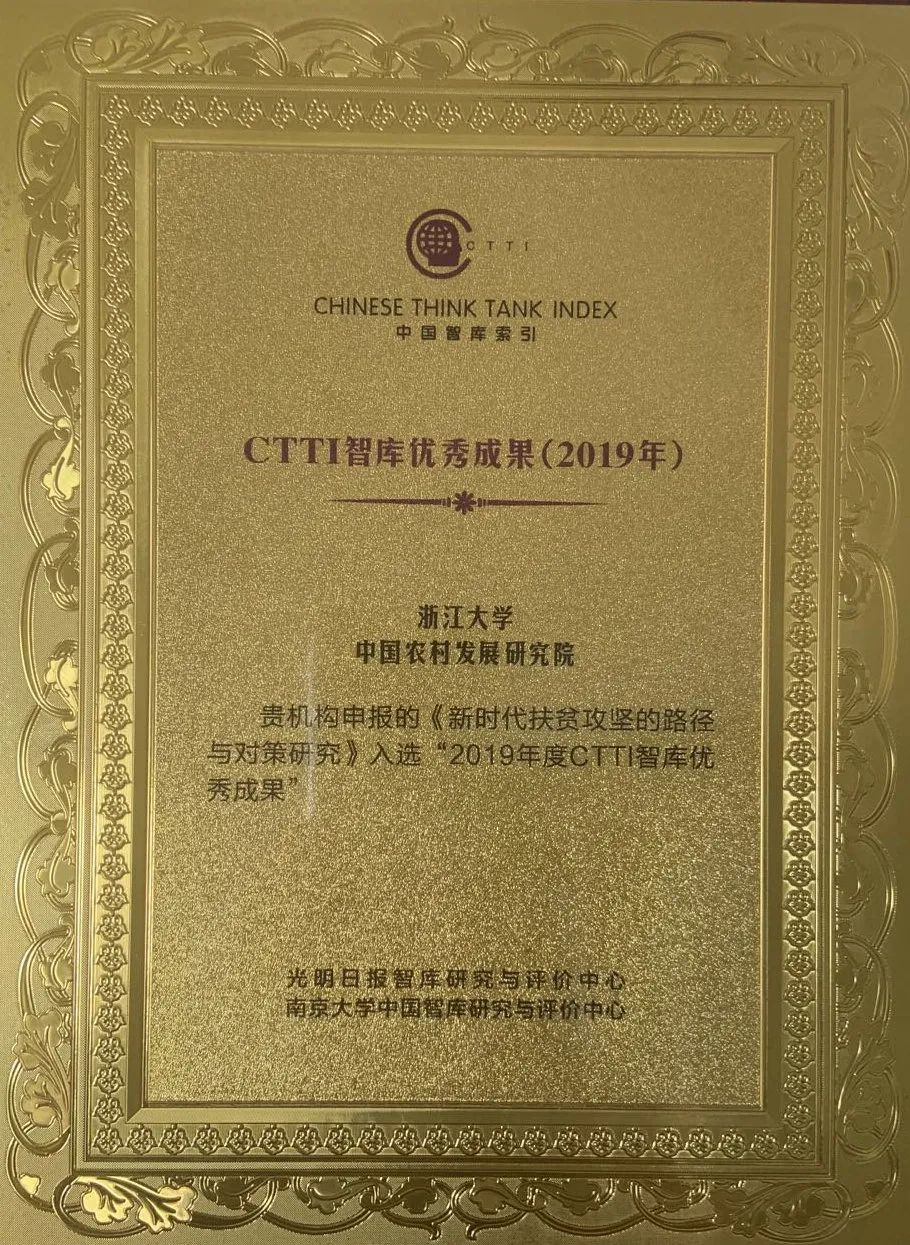 CTTI
CHINESE THINK TANK INDEX
中国智库索引
CTTI智库优秀成果(2019年)
浙江大学
中国农村发展研究院
贵机构申报的《新时代扶贫攻坚的路径
与对策研究》入选“2019年度CTTI智库优
秀成果”
光明日报智库研究与评价中心
南京大学中国智库研究与评价中心